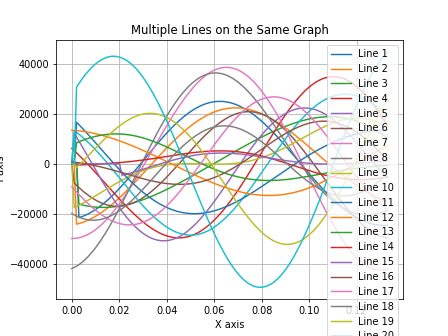 Multiple Lines on the Same Graph
40000
20000
0
−20000
−40000
0.00
0.02
0.04
0.06
0.08
0.10
X axis
axis
Line 1
Line 2
Line 3
Line 4
Line 5
Line 6
Line 7
Line 8
Line 9
Line 10
Line 11
Line 12
Line 13
Line 14
Line 15
Line 16
Line 17
Line 18
Line 19
Line 20